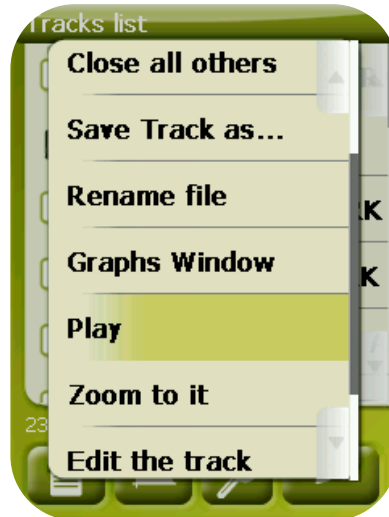 Tracks list
Close all others
Save Track as...
Rename file
K
Graphs Window
K
Play
Zoom to it
23
Edit the track